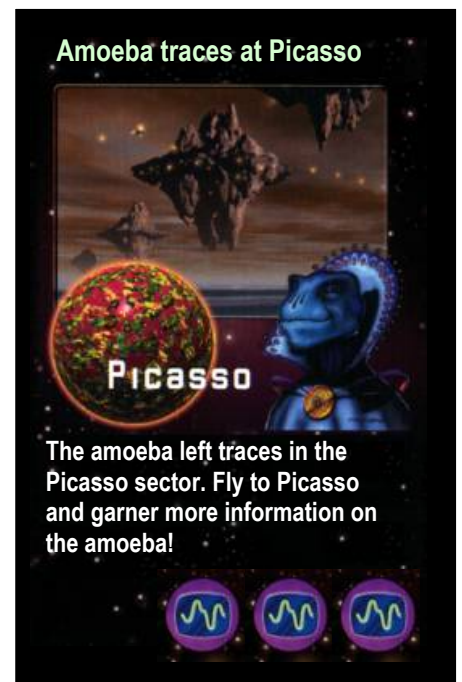 Amoeba traces at Picasso
Picasso
The amoeba left traces in the
Picasso sector. Fly to Picasso
and garner more information on
the amoeba!